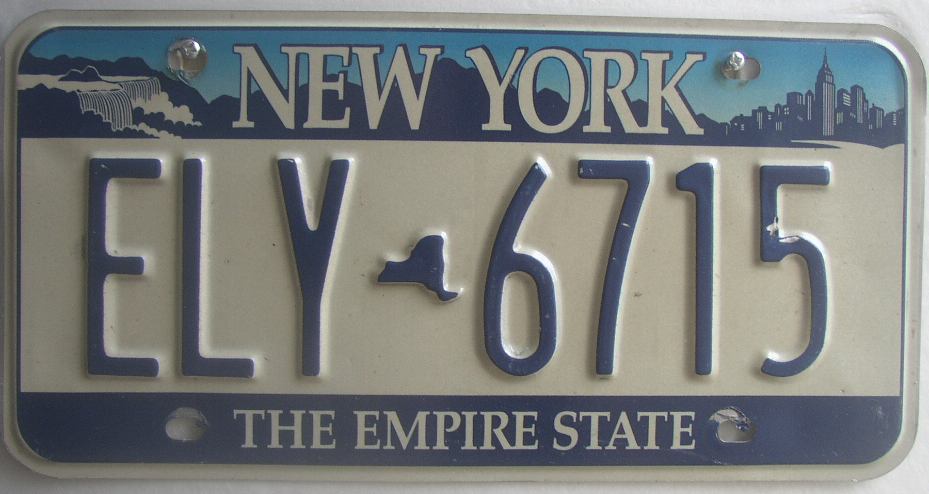 NEW YORK
ELY 6715
THE EMPIRE STATE